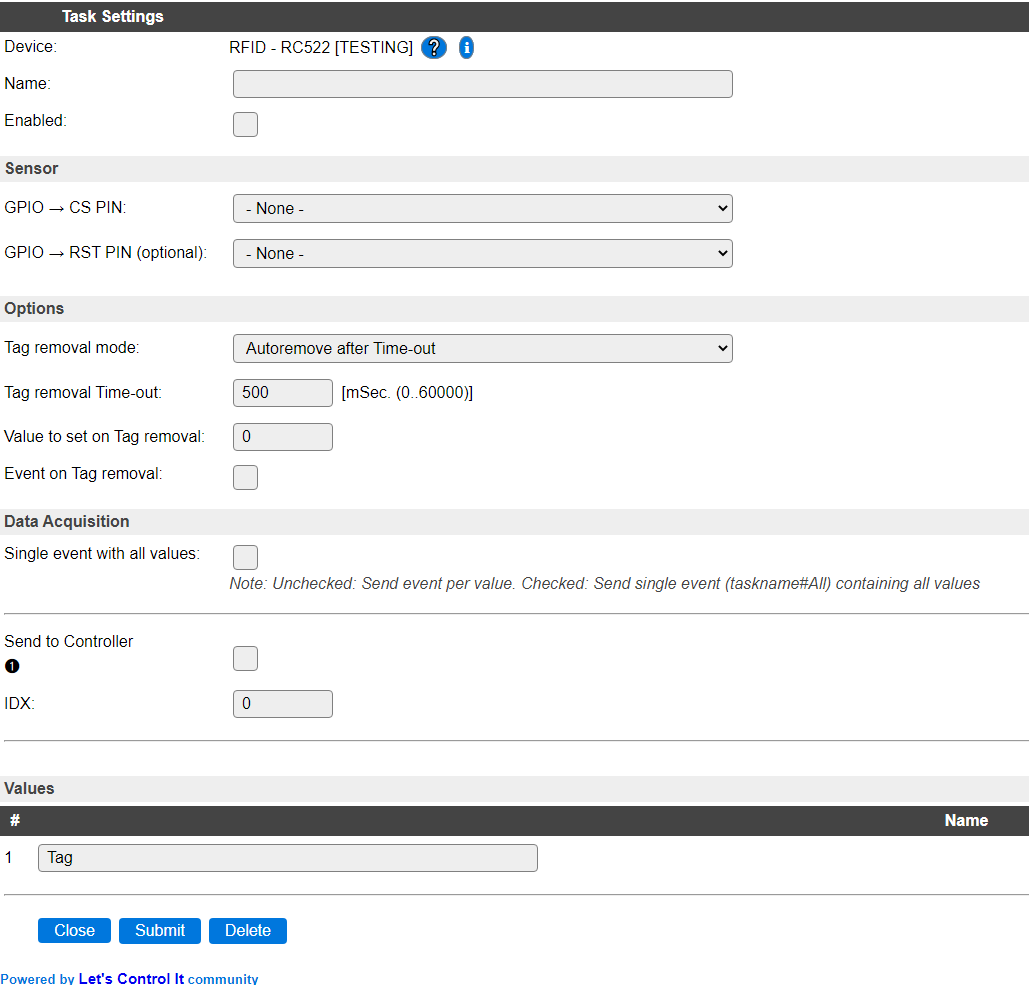 Task Settings
Device: RFID - RC522 [TESTING] ? i
Name:
Enabled:
Sensor
GPIO → CS PIN: - None -
GPIO → RST PIN (optional): - None -
Options
Tag removal mode: Autoremove after Time-out
Tag removal Time-out: 500 [mSec. (0..60000)]
Value to set on Tag removal: 0
Event on Tag removal:
Data Acquisition
Single event with all values:
Note: Unchecked: Send event per value. Checked: Send single event (taskname#All) containing all values
Send to Controller
❶
IDX: 0
Values
# Name
1 Tag
Close Submit Delete
Powered by Let's Control It community